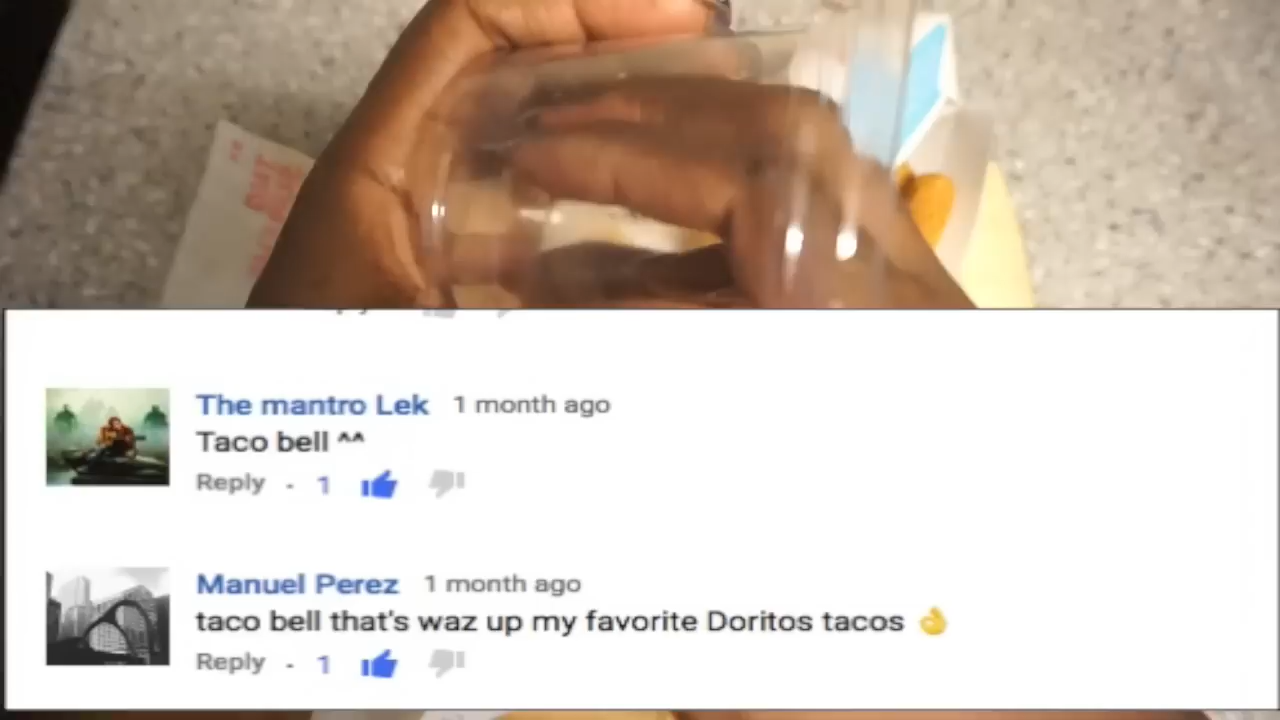 The mantro Lek 1 month ago
Taco bell ^^
Reply · 1
Manuel Perez 1 month ago
taco bell that's waz up my favorite Doritos tacos 👌
Reply · 1